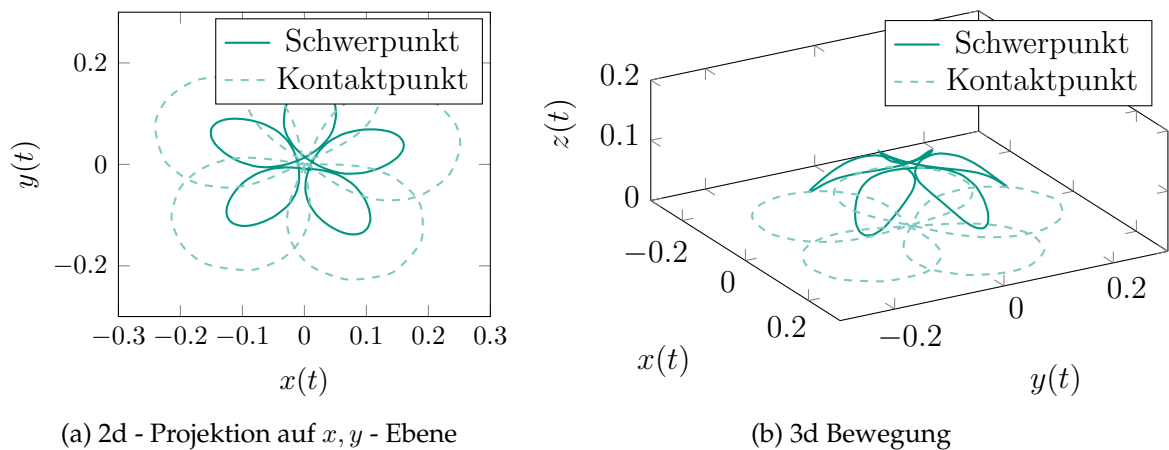 Schwerpunkt
Kontaktpunkt
0.2
0
−0.2
y(t)
−0.3 −0.2 −0.1 0 0.1 0.2 0.3
x(t)
(a) 2d - Projektion auf x, y - Ebene
Schwerpunkt
Kontaktpunkt
0.2
0.1
0
z(t)
−0.2
0
0.2
x(t)
−0.2
0
0.2
y(t)
(b) 3d Bewegung